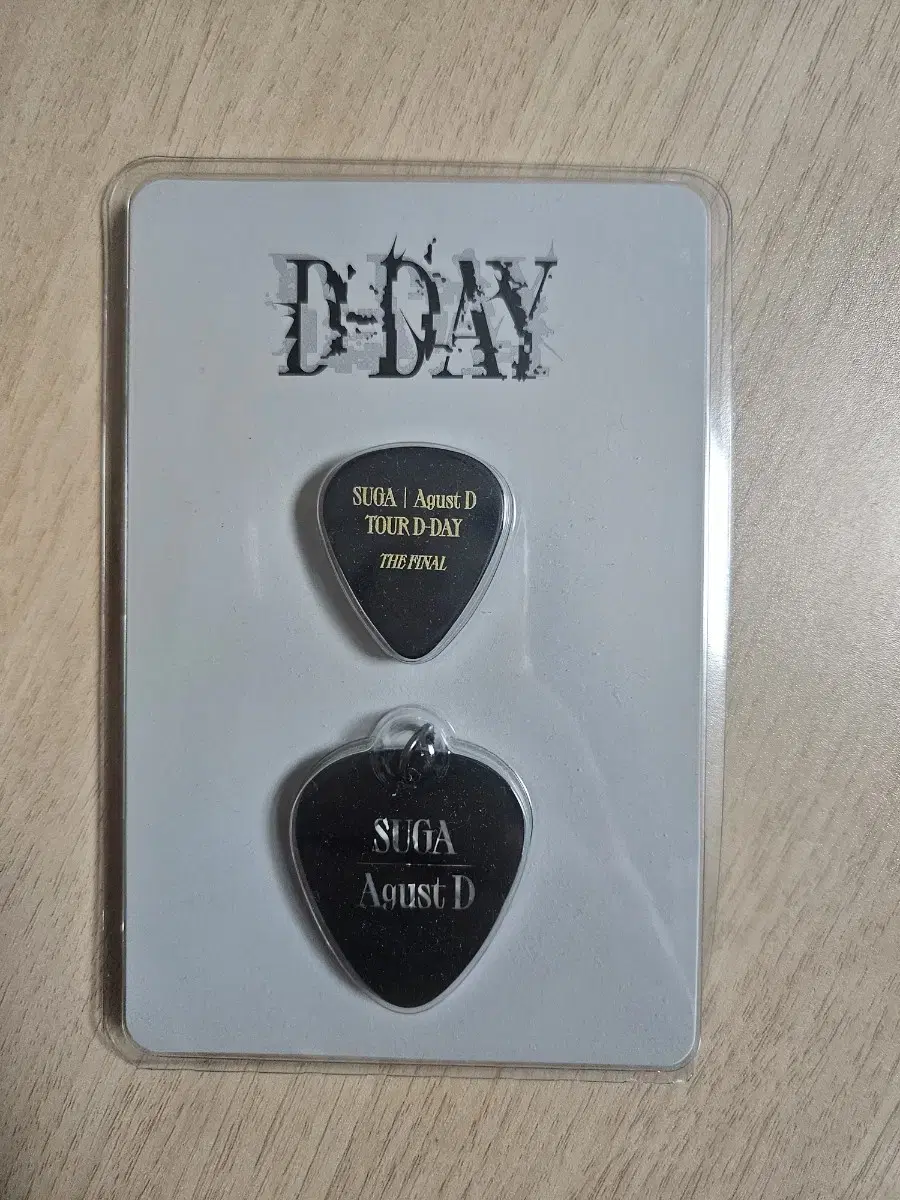 D-DAY
SUGA | Agust D
TOUR D-DAY
THE FINAL
SUGA
Agust D